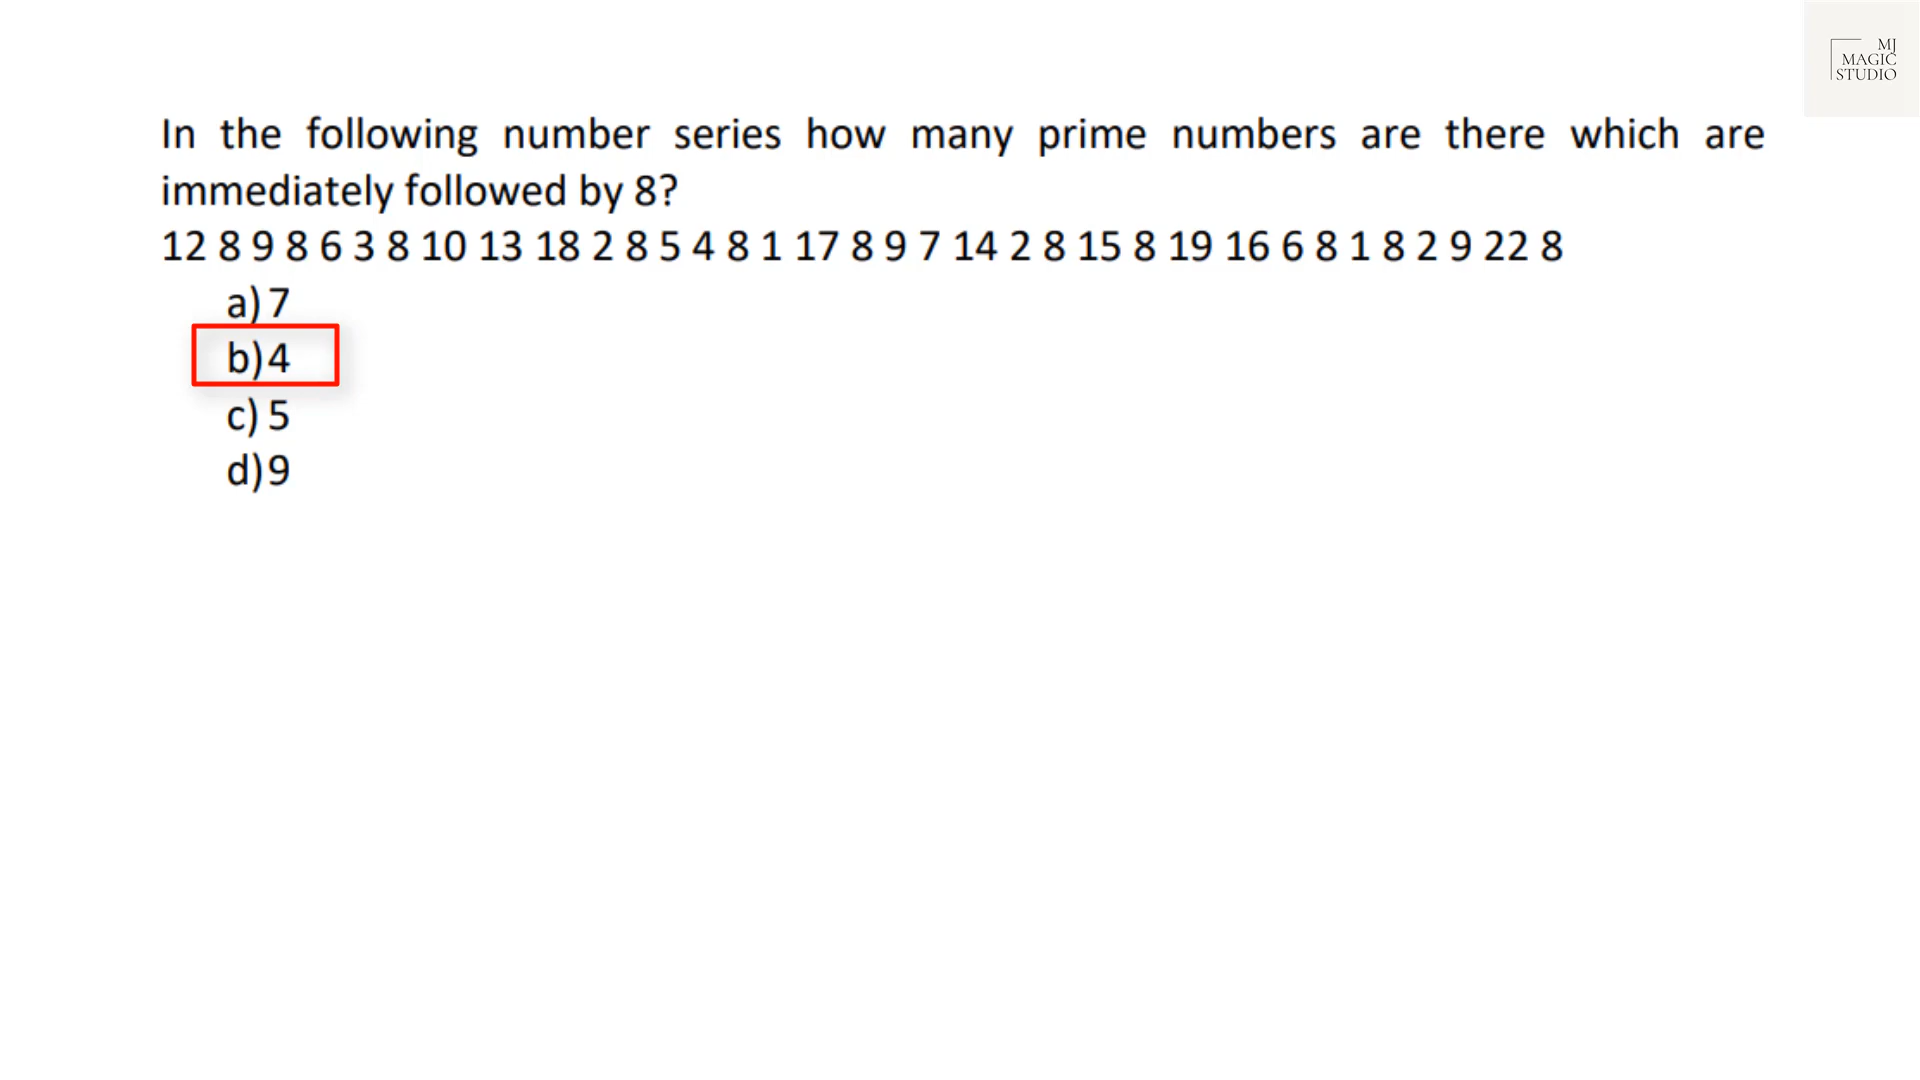 MJ
MAGIC
STUDIO
In the following number series how many prime numbers are there which are
immediately followed by 8?
12 8 9 8 6 3 8 10 13 18 2 8 5 4 8 1 17 8 9 7 14 2 8 15 8 19 16 6 8 1 8 2 9 22 8
a) 7
b) 4
c) 5
d) 9